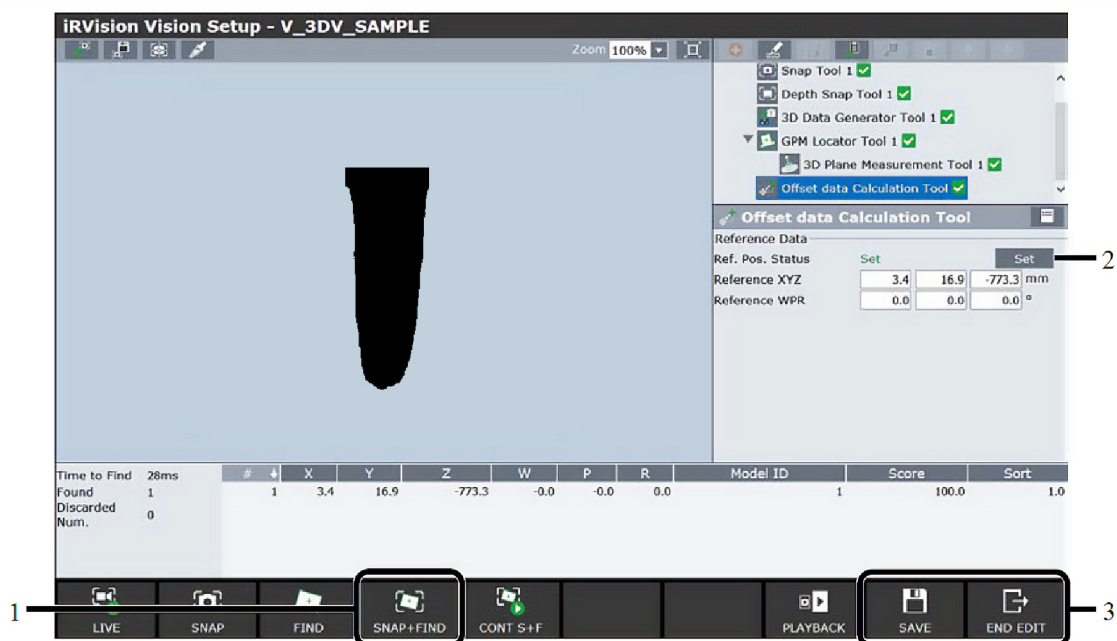 iRVision Vision Setup - V_3DV_SAMPLE
Zoom 100%
Snap Tool 1
Depth Snap Tool 1
3D Data Generator Tool 1
GPM Locator Tool 1
3D Plane Measurement Tool 1
Offset data Calculation Tool
Offset data Calculation Tool
Reference Data
Ref. Pos. Status Set Set 2
Reference XYZ 3.4 16.9 -773.3 mm
Reference WPR 0.0 0.0 0.0 °
Time to Find 28ms # X Y Z W P R Model ID Score Sort
Found 1 1 3.4 16.9 -773.3 -0.0 -0.0 0.0 1 100.0 1.0
Discarded Num. 0
1 LIVE SNAP FIND SNAP+FIND CONT S+F PLAYBACK SAVE END EDIT 3